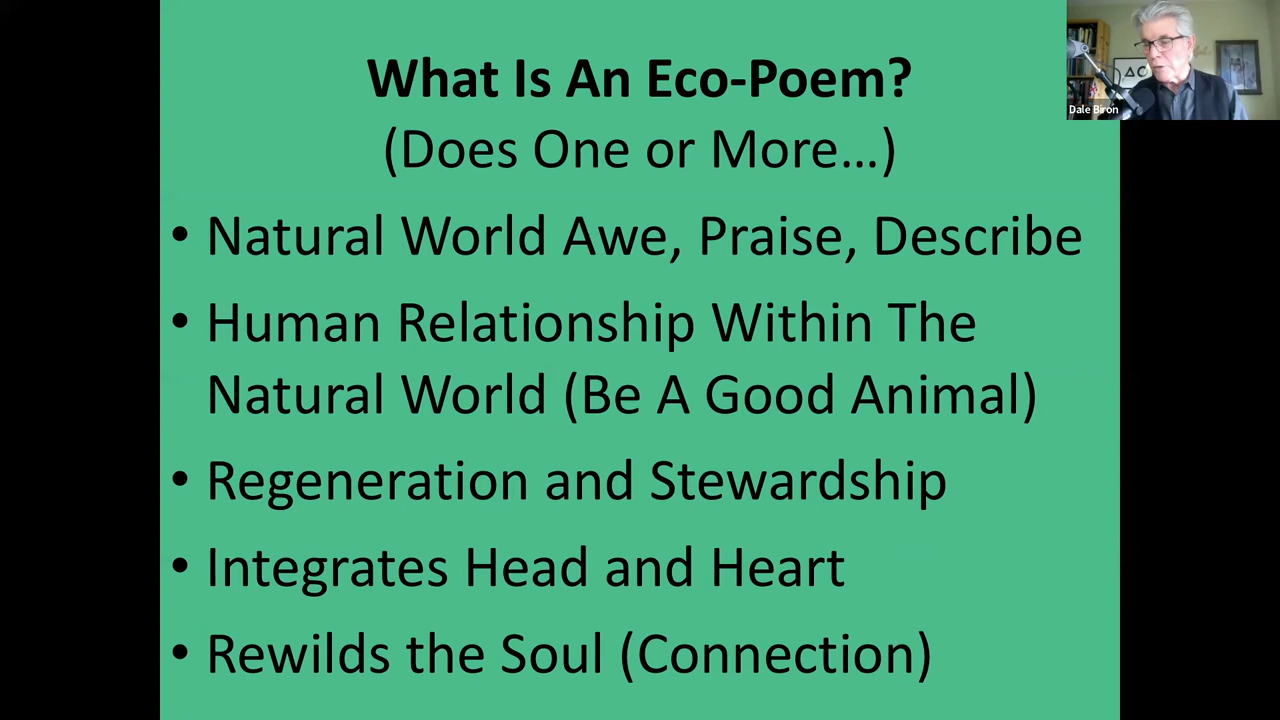 What Is An Eco-Poem?
(Does One or More…)
• Natural World Awe, Praise, Describe
• Human Relationship Within The
Natural World (Be A Good Animal)
• Regeneration and Stewardship
• Integrates Head and Heart
• Rewilds the Soul (Connection)
Dale Biron